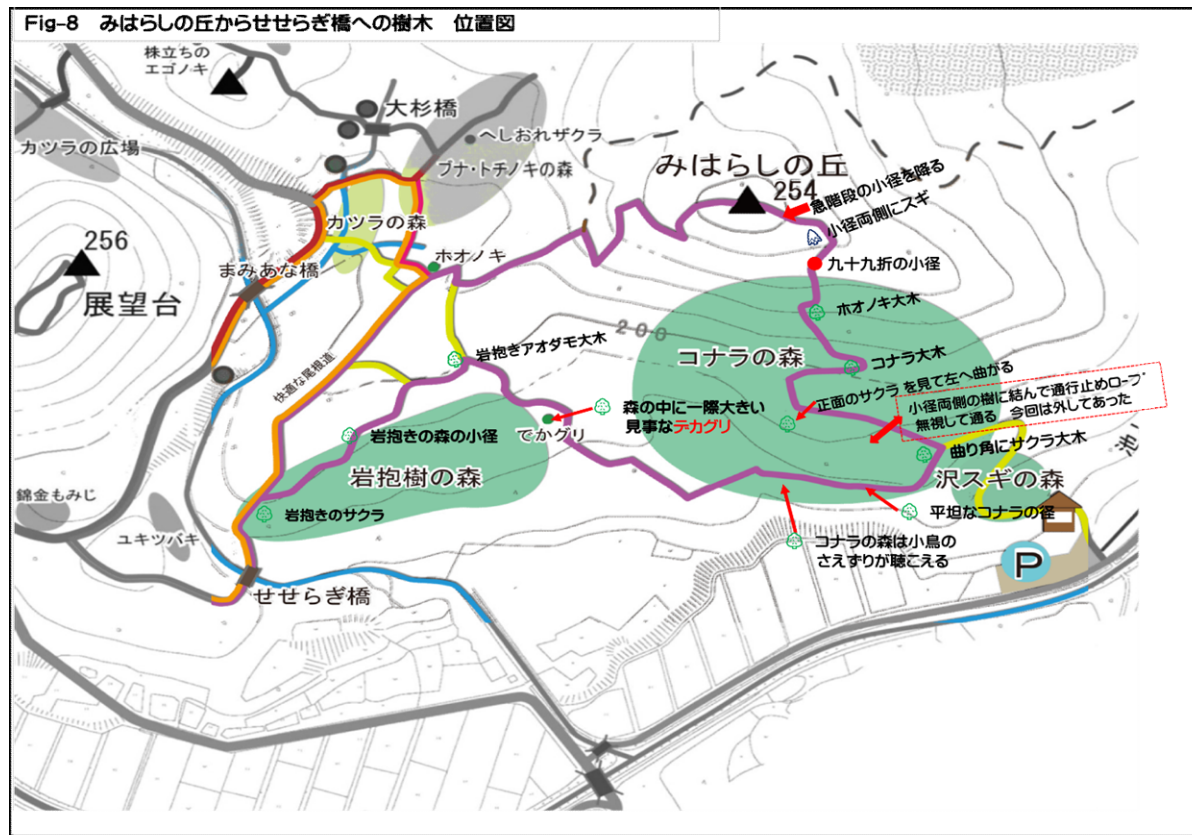 Fig-8 みはらしの丘からせせらぎ橋への樹木 位置図
株立ちの
エゴノキ
大杉橋
カツラの広場
へしおれザクラ
ブナ・トチノキの森
みはらしの丘
254
急階段の小径を降る
小径両側にスギ
カツラの森
256
まみあな橋
ホオノキ
九十九折の小径
展望台
ホオノキ大木
200
快適な尾根道
岩抱きアオダモ大木
コナラの森
コナラ大木
正面のサクラを見て左へ曲がる
小径両側の樹に結んで通行止めロープ
無視して通る 今回は外してあった
森の中に一際大きい
見事なテカグリ
でかグリ
岩抱きの森の小径
曲り角にサクラ大木
池
岩抱樹の森
沢スギの森
錦金もみじ
岩抱きのサクラ
平坦なコナラの径
ユキツバキ
コナラの森は小鳥の
さえずりが聴こえる
P
せせらぎ橋